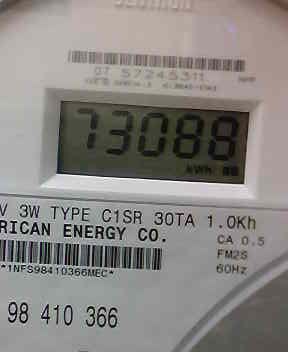 GT 57245311
73088
kWh
V 3W TYPE C1SR 30TA 1.0Kh
RICAN ENERGY CO.
CA 0.5
FM2S
60Hz
*1NFS98410366MEC*
98 410 366